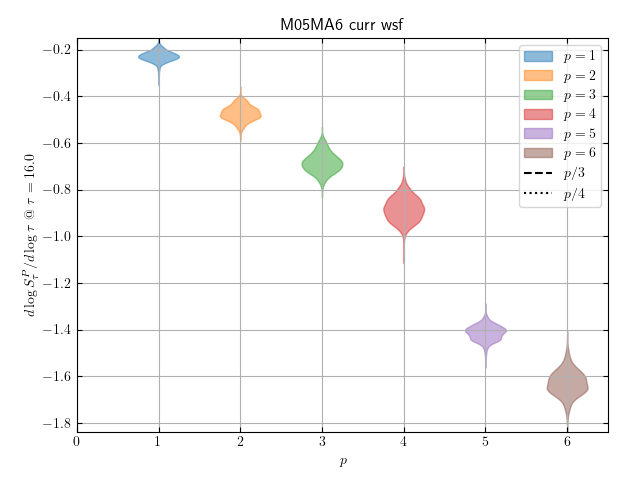 M05MA6 curr wsf
d log S_τ^P / d log τ @ τ = 16.0
−0.2
−0.4
−0.6
−0.8
−1.0
−1.2
−1.4
−1.6
−1.8
0 1 2 3 4 5 6
p
p = 1
p = 2
p = 3
p = 4
p = 5
p = 6
p/3
p/4